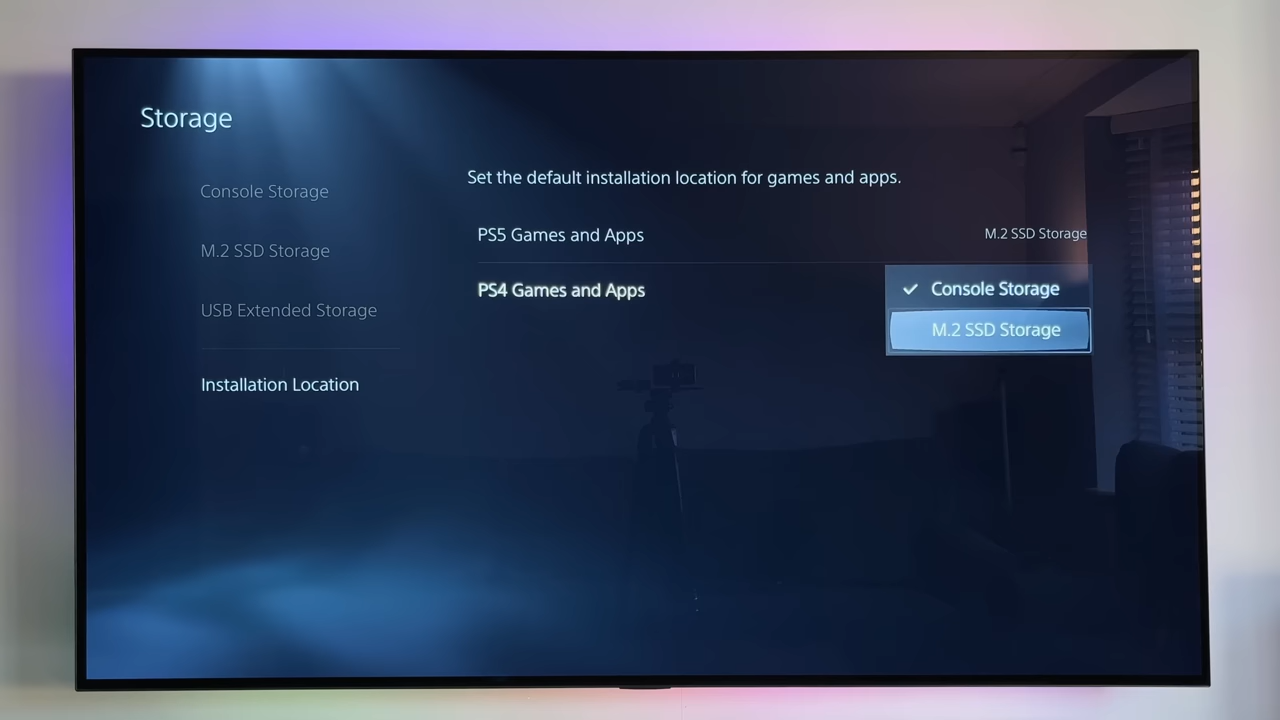 Storage
Console Storage
M.2 SSD Storage
USB Extended Storage
Installation Location
Set the default installation location for games and apps.
PS5 Games and Apps
M.2 SSD Storage
PS4 Games and Apps
Console Storage
M.2 SSD Storage